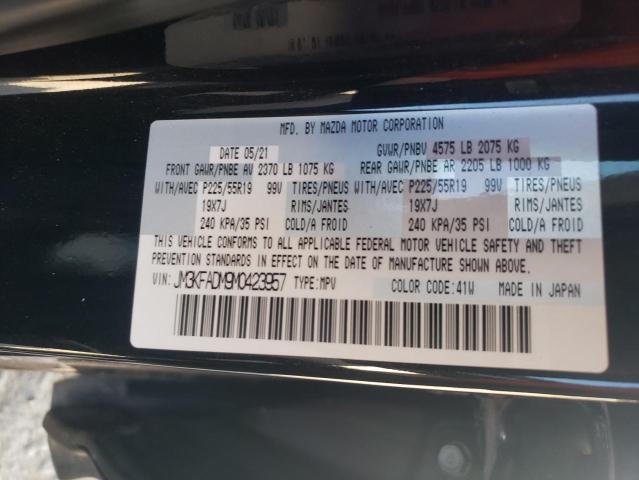 MFD. BY MAZDA MOTOR CORPORATION
DATE 05/21 GVWR/PNBV 4575 LB 2075 KG
FRONT GAWR/PNBE AV 2370 LB 1075 KG REAR GAWR/PNBE AR 2205 LB 1000 KG
WITH/AVEC P225/55R19 99V TIRES/PNEUS WITH/AVEC P225/55R19 99V TIRES/PNEUS
19X7J RIMS/JANTES 19X7J RIMS/JANTES
240 KPA/35 PSI COLD/A FROID 240 KPA/35 PSI COLD/A FROID
THIS VEHICLE CONFORMS TO ALL APPLICABLE FEDERAL MOTOR VEHICLE SAFETY AND THEFT
PREVENTION STANDARDS IN EFFECT ON THE DATE OF MANUFACTURE SHOWN ABOVE.
VIN: JM3KFADM9M0423957 TYPE:MPV COLOR CODE:41W MADE IN JAPAN